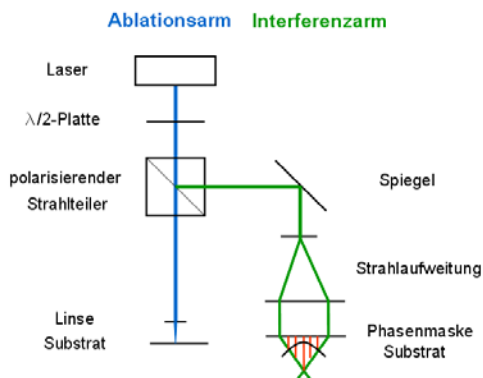 Ablationsarm Interferenzarm
Laser
λ/2-Platte
polarisierender
Strahlteiler
Spiegel
Strahlaufweitung
Linse
Substrat
Phasenmaske
Substrat